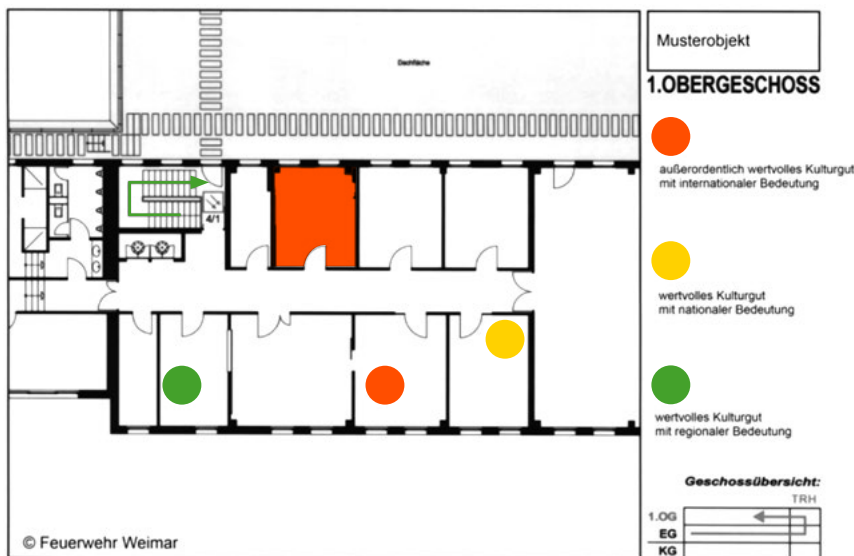 Musterobjekt
1.OBERGESCHOSS
Dachfläche
außerordentlich wertvolles Kulturgut
mit internationaler Bedeutung
4/1
wertvolles Kulturgut
mit nationaler Bedeutung
wertvolles Kulturgut
mit regionaler Bedeutung
Geschossübersicht:
TRH
1.OG
EG
KG
© Feuerwehr Weimar